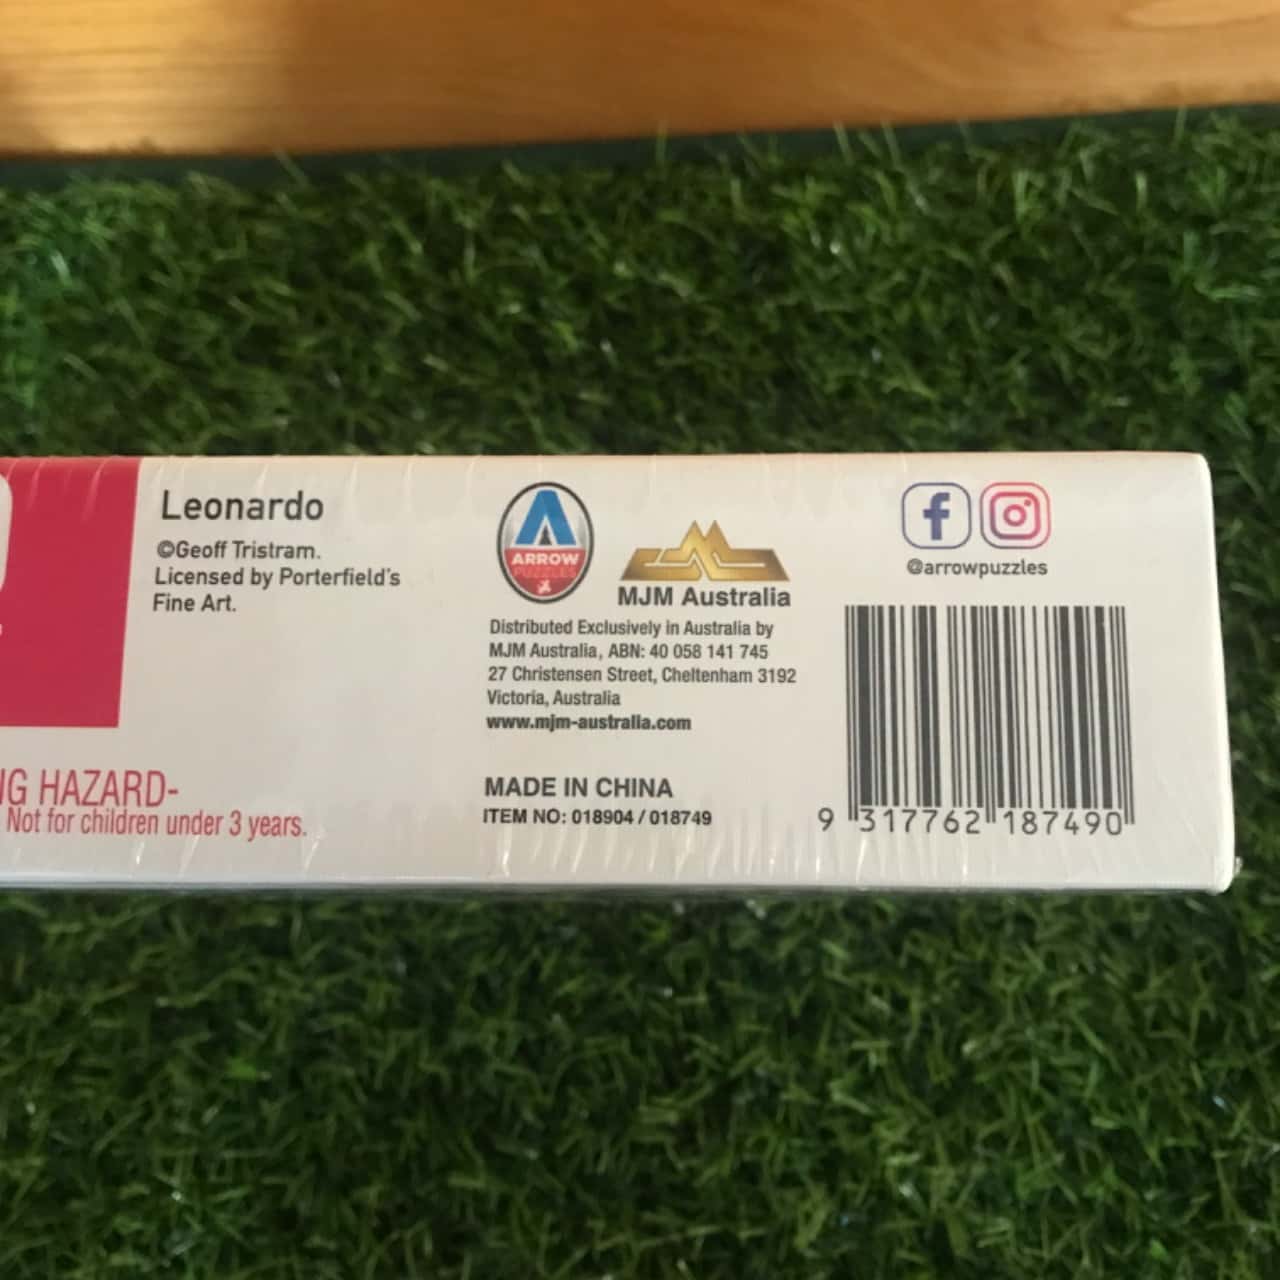 Leonardo
©Geoff Tristram.
Licensed by Porterfield's
Fine Art.
NG HAZARD-
Not for children under 3 years.
ARROW
PUZZLES
MJM Australia
Distributed Exclusively in Australia by
MJM Australia, ABN: 40 058 141 745
27 Christensen Street, Cheltenham 3192
Victoria, Australia
www.mjm-australia.com
MADE IN CHINA
ITEM NO: 018904 / 018749
@arrowpuzzles
9 317762 187490